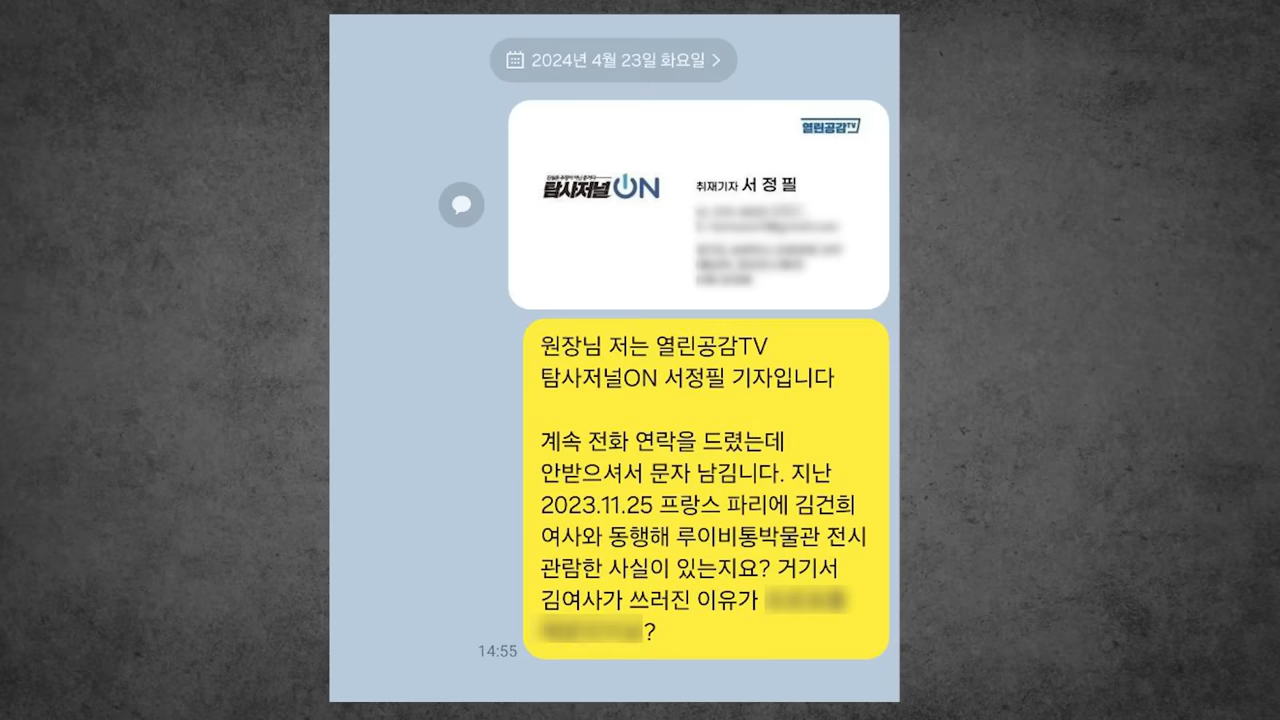 2024년 4월 23일 화요일
열린공감TV
탐사저널ON
취재기자 서정필
원장님 저는 열린공감TV
탐사저널ON 서정필 기자입니다
계속 전화 연락을 드렸는데
안받으셔서 문자 남김니다. 지난
2023.11.25 프랑스 파리에 김건희
여사와 동행해 루이비통박물관 전시
관람한 사실이 있는지요? 거기서
김여사가 쓰러진 이유가
?
14:55